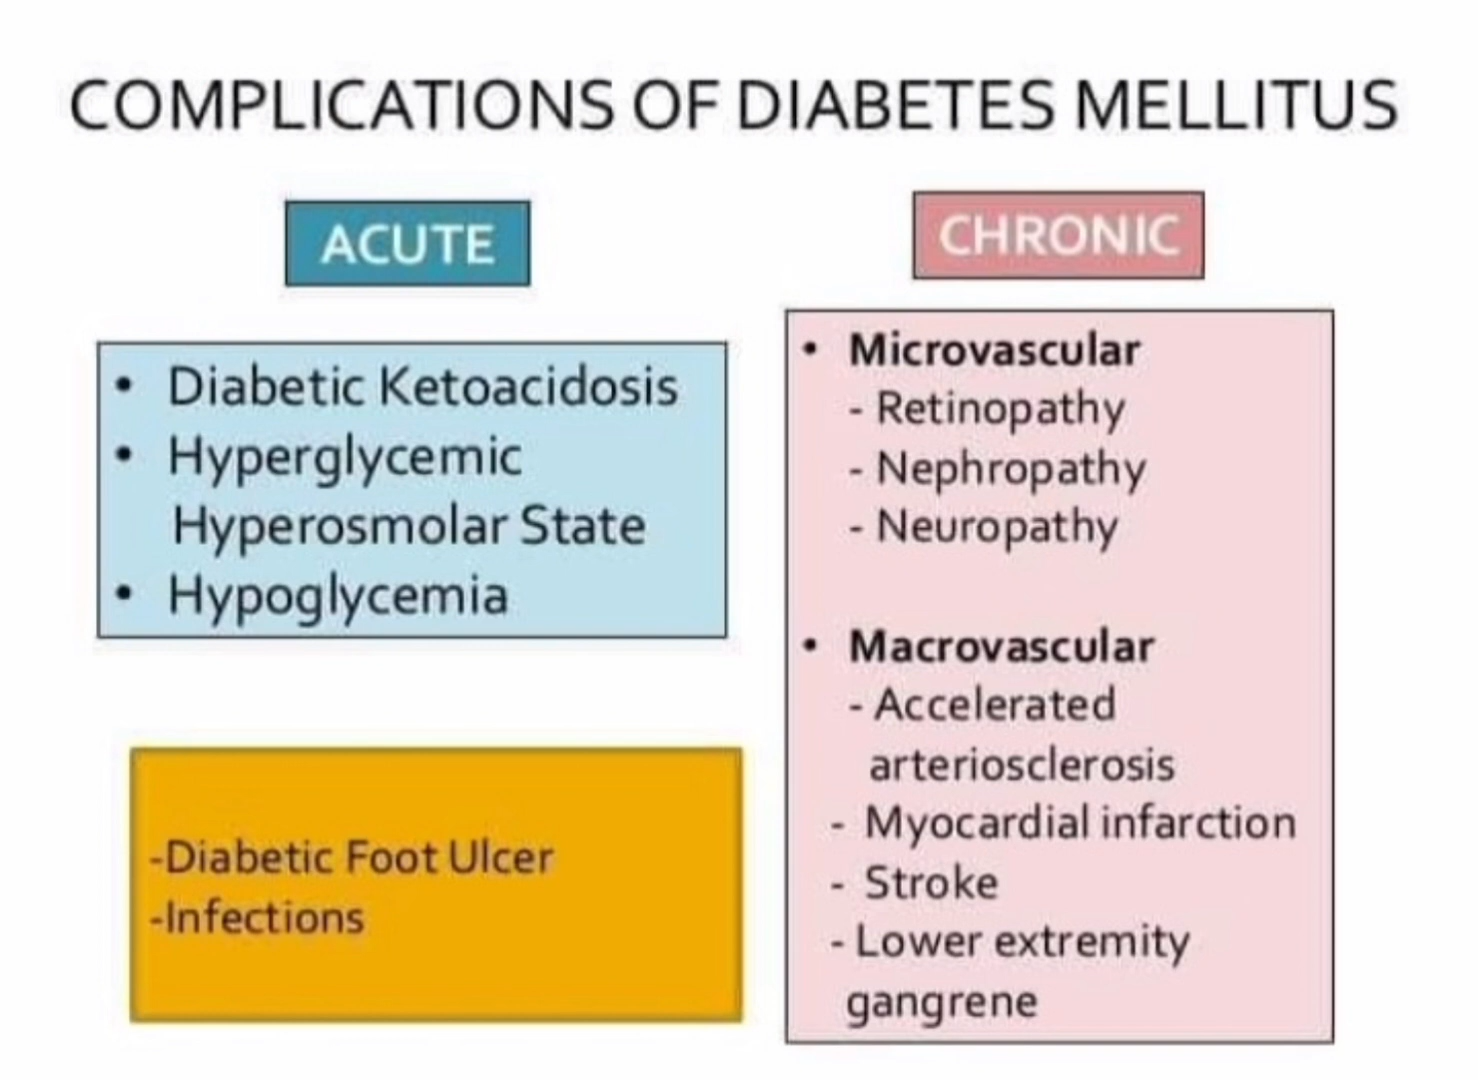 COMPLICATIONS OF DIABETES MELLITUS
ACUTE
• Diabetic Ketoacidosis
• Hyperglycemic
Hyperosmolar State
• Hypoglycemia
-Diabetic Foot Ulcer
-Infections
CHRONIC
• Microvascular
- Retinopathy
- Nephropathy
- Neuropathy
• Macrovascular
- Accelerated
arteriosclerosis
- Myocardial infarction
- Stroke
- Lower extremity
gangrene